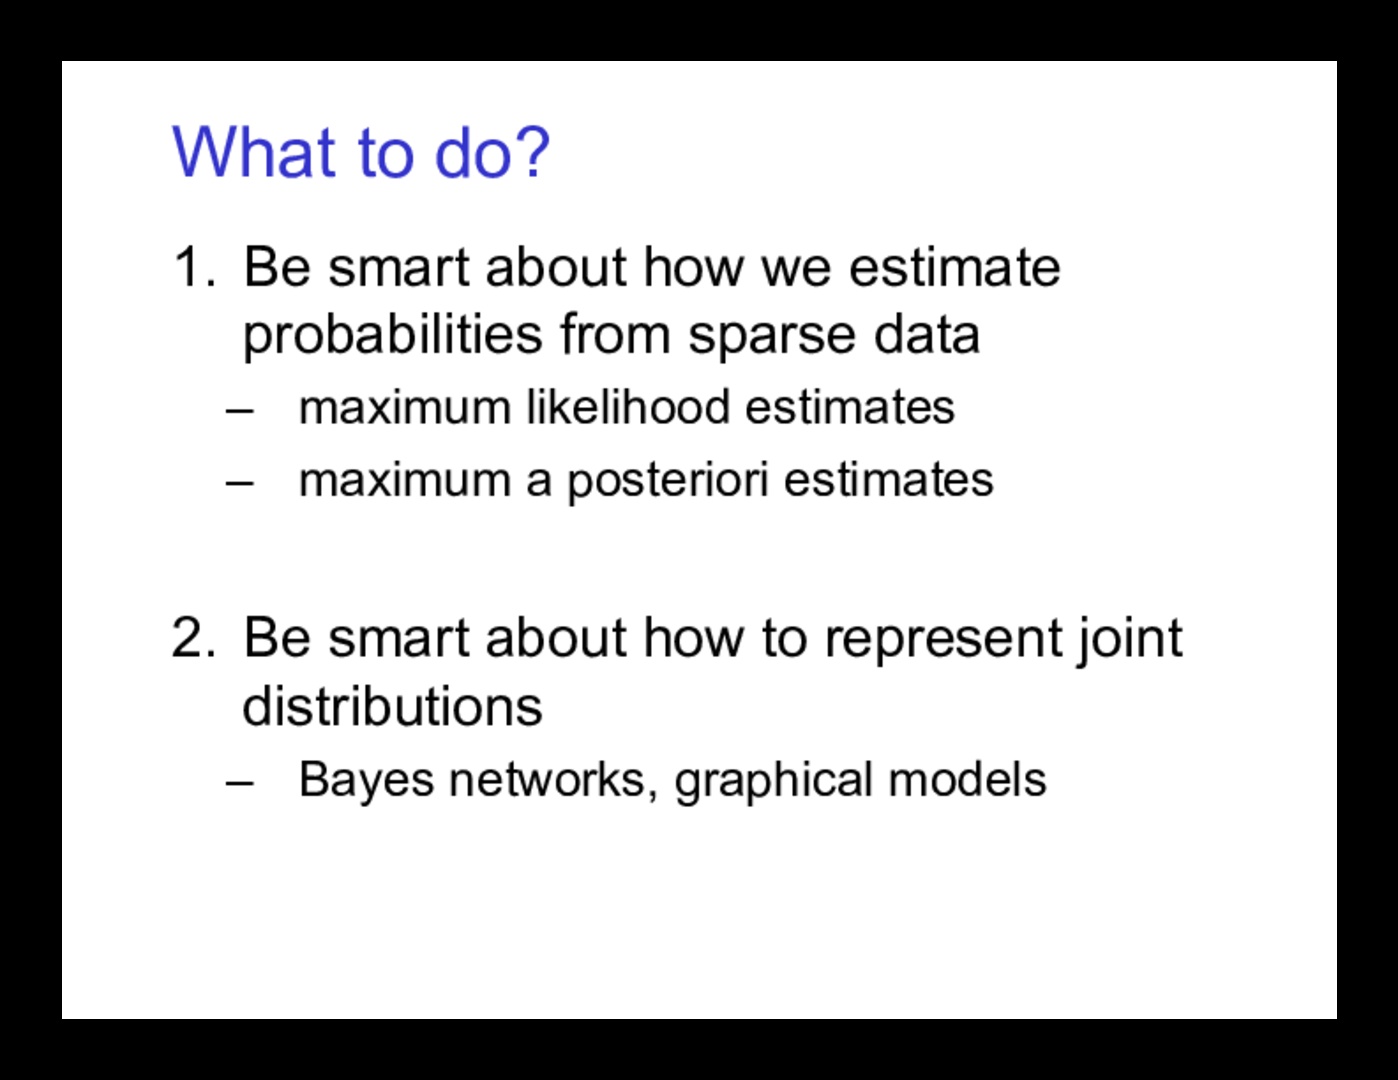 What to do?
1. Be smart about how we estimate
probabilities from sparse data
– maximum likelihood estimates
– maximum a posteriori estimates
2. Be smart about how to represent joint
distributions
– Bayes networks, graphical models